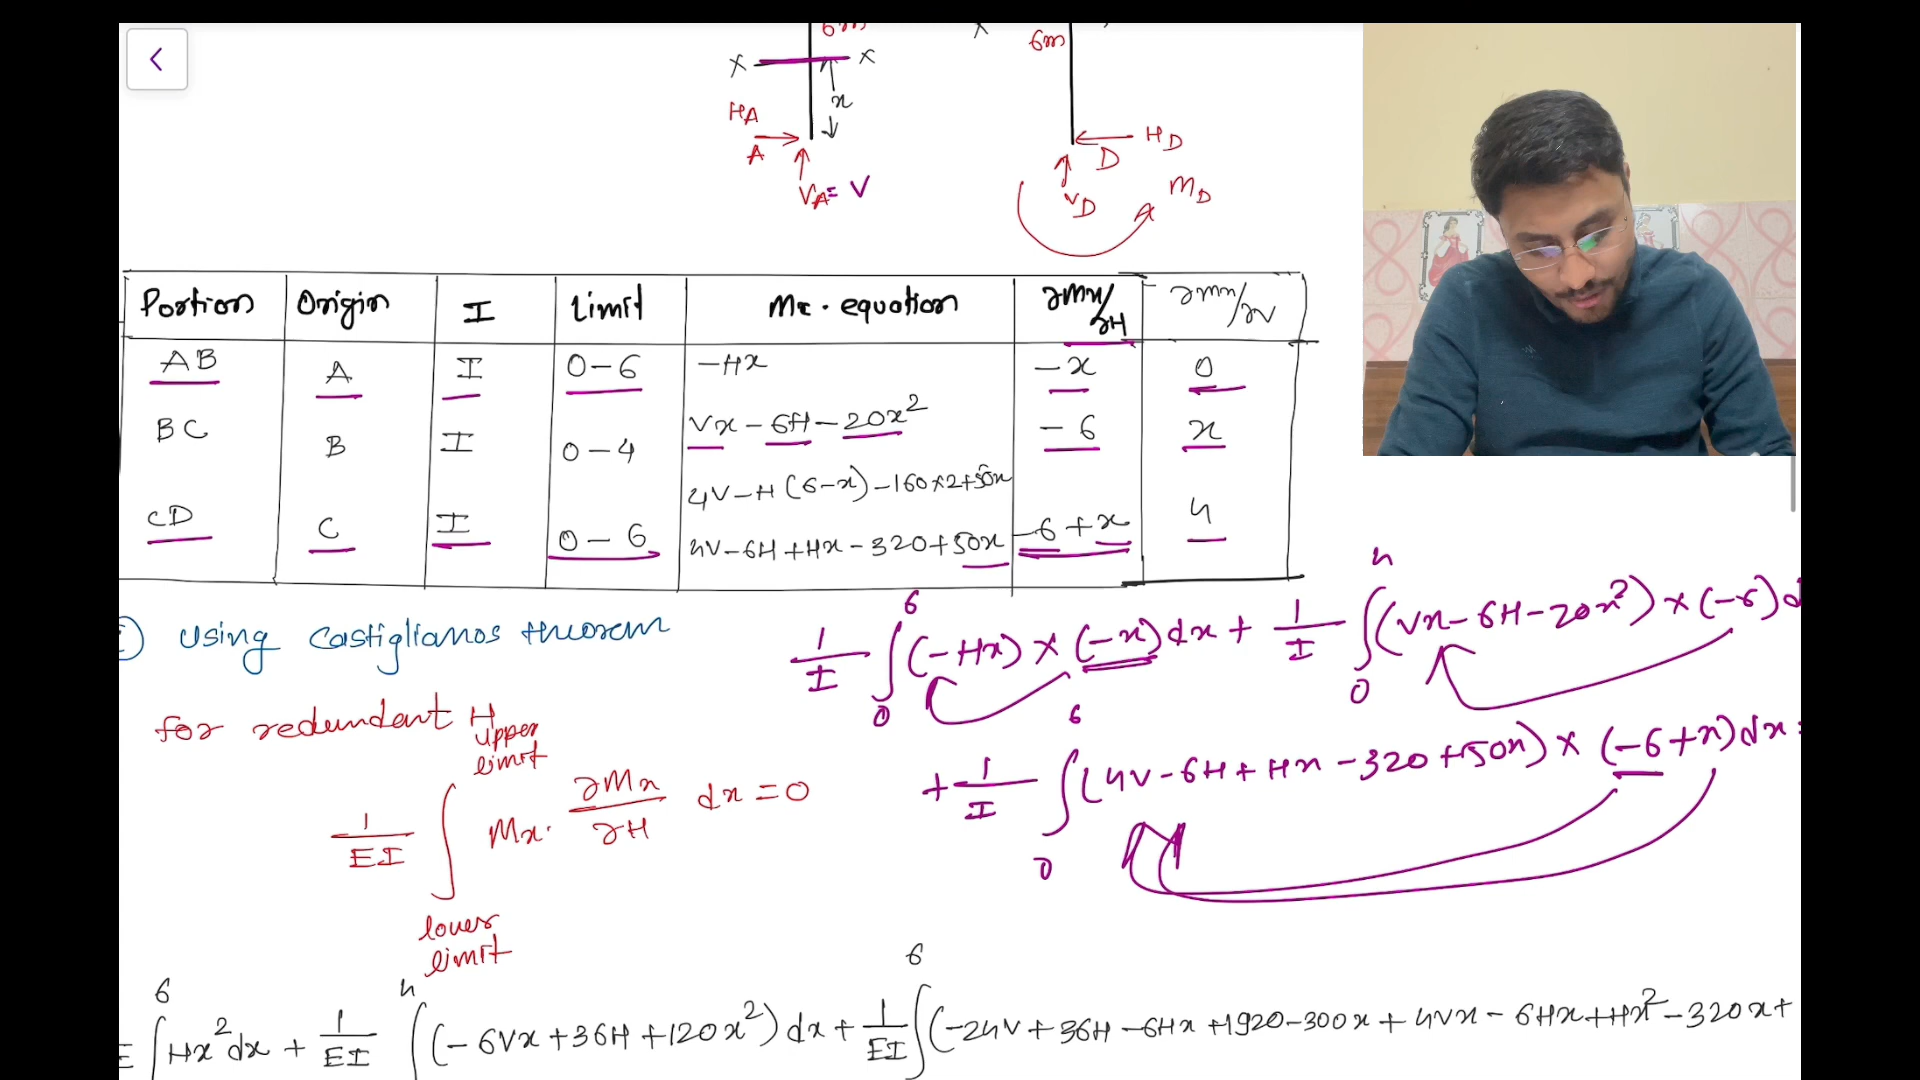 6m
6m
X X
x
HA
A
VA = V
HD
D
VD
MD
Portion Origin I Limit Mx. equation ∂Mx/∂H ∂Mx/∂V
AB A I 0-6 -Hx -x 0
BC B I 0-4 Vx - 6H - 20x² -6 x
4V - H (6-x) - 160×2 + 50x
CD C I 0-6 4V - 6H + Hx - 320 + 50x -6 + x 4
using Castiglianos theorem
for redundant H
upper limit
1/EI ∫ Mx. ∂Mx/∂H dx = 0
lower limit
1/I ∫₀⁶ (-Hx) × (-x) dx + 1/I ∫₀⁴ (Vx - 6H - 20x²) × (-6) d
+ 1/I ∫₀⁶ (4V - 6H + Hx - 320 + 50x) × (-6+x) dx =
∫⁶ Hx² dx + 1/EI ∫⁴ (-6Vx + 36H + 120x²) dx + 1/EI ∫⁶ (-24V + 36H - 6Hx + 1920 - 300x + 4Vx - 6Hx + Hx² - 320x +